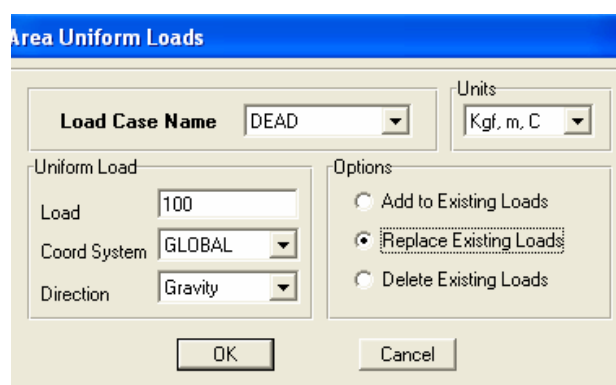 Area Uniform Loads
Units
Load Case Name DEAD
Kgf, m, C
Uniform Load
Load 100
Coord System GLOBAL
Direction Gravity
Options
Add to Existing Loads
Replace Existing Loads
Delete Existing Loads
OK Cancel